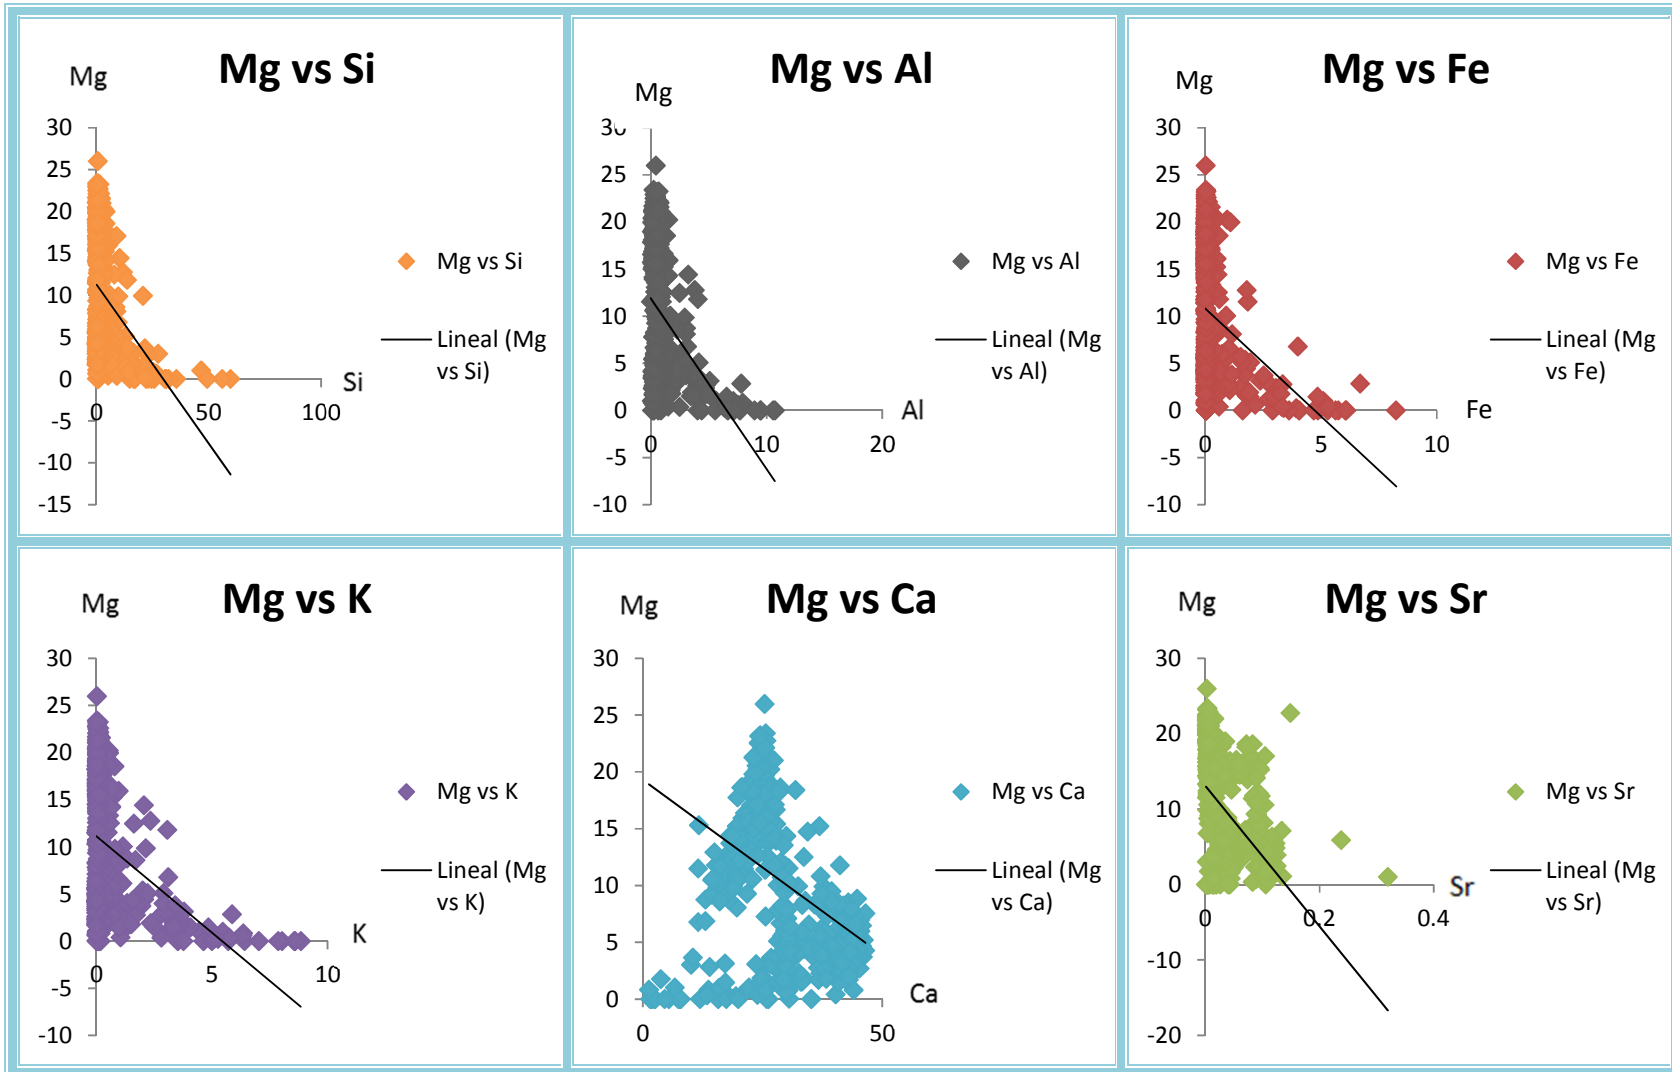 Mg vs Si
Mg
30
25
20
15
10
5
0
-5
-10
-15
0
50
100
Si
Mg vs Si
Lineal (Mg
vs Si)
Mg vs Al
Mg
30
25
20
15
10
5
0
-5
-10
0
10
20
Al
Mg vs Al
Lineal (Mg
vs Al)
Mg vs Fe
Mg
30
25
20
15
10
5
0
-5
-10
0
5
10
Fe
Mg vs Fe
Lineal (Mg
vs Fe)
Mg vs K
Mg
30
25
20
15
10
5
0
-5
-10
0
5
10
K
Mg vs K
Lineal (Mg
vs K)
Mg vs Ca
Mg
30
25
20
15
10
5
0
0
50
Ca
Mg vs Ca
Lineal (Mg
vs Ca)
Mg vs Sr
Mg
30
20
10
0
-10
-20
0
0.2
0.4
Sr
Mg vs Sr
Lineal (Mg
vs Sr)